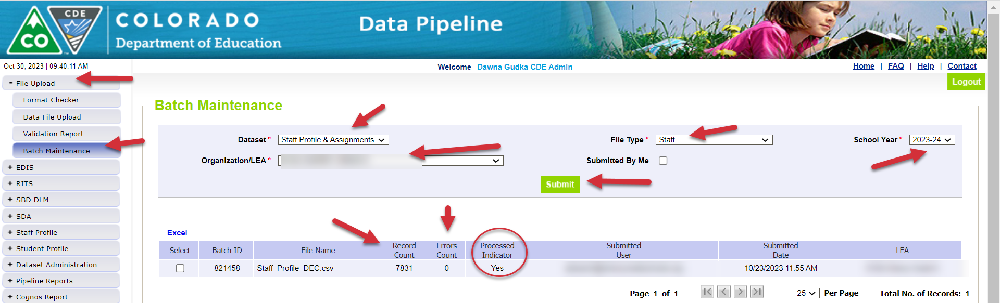 CDE
CO
COLORADO
Department of Education
Data Pipeline
Oct 30, 2023 | 09:40:11 AM
Welcome Dawna Gudka CDE Admin
Home | FAQ | Help | Contact
Logout
- File Upload
Format Checker
Data File Upload
Validation Report
Batch Maintenance
+ EDIS
+ RITS
+ SBD DLM
+ SDA
+ Staff Profile
+ Student Profile
+ Dataset Administration
+ Pipeline Reports
+ Cognos Report
Batch Maintenance
Dataset * Staff Profile & Assignments File Type * Staff School Year * 2023-24
Organization/LEA * Submitted By Me
Submit
Excel
Select Batch ID File Name Record Count Errors Count Processed Indicator Submitted User Submitted Date LEA
821458 Staff_Profile_DEC.csv 7831 0 Yes 10/23/2023 11:55 AM
Page 1 of 1 25 Per Page Total No. of Records: 1